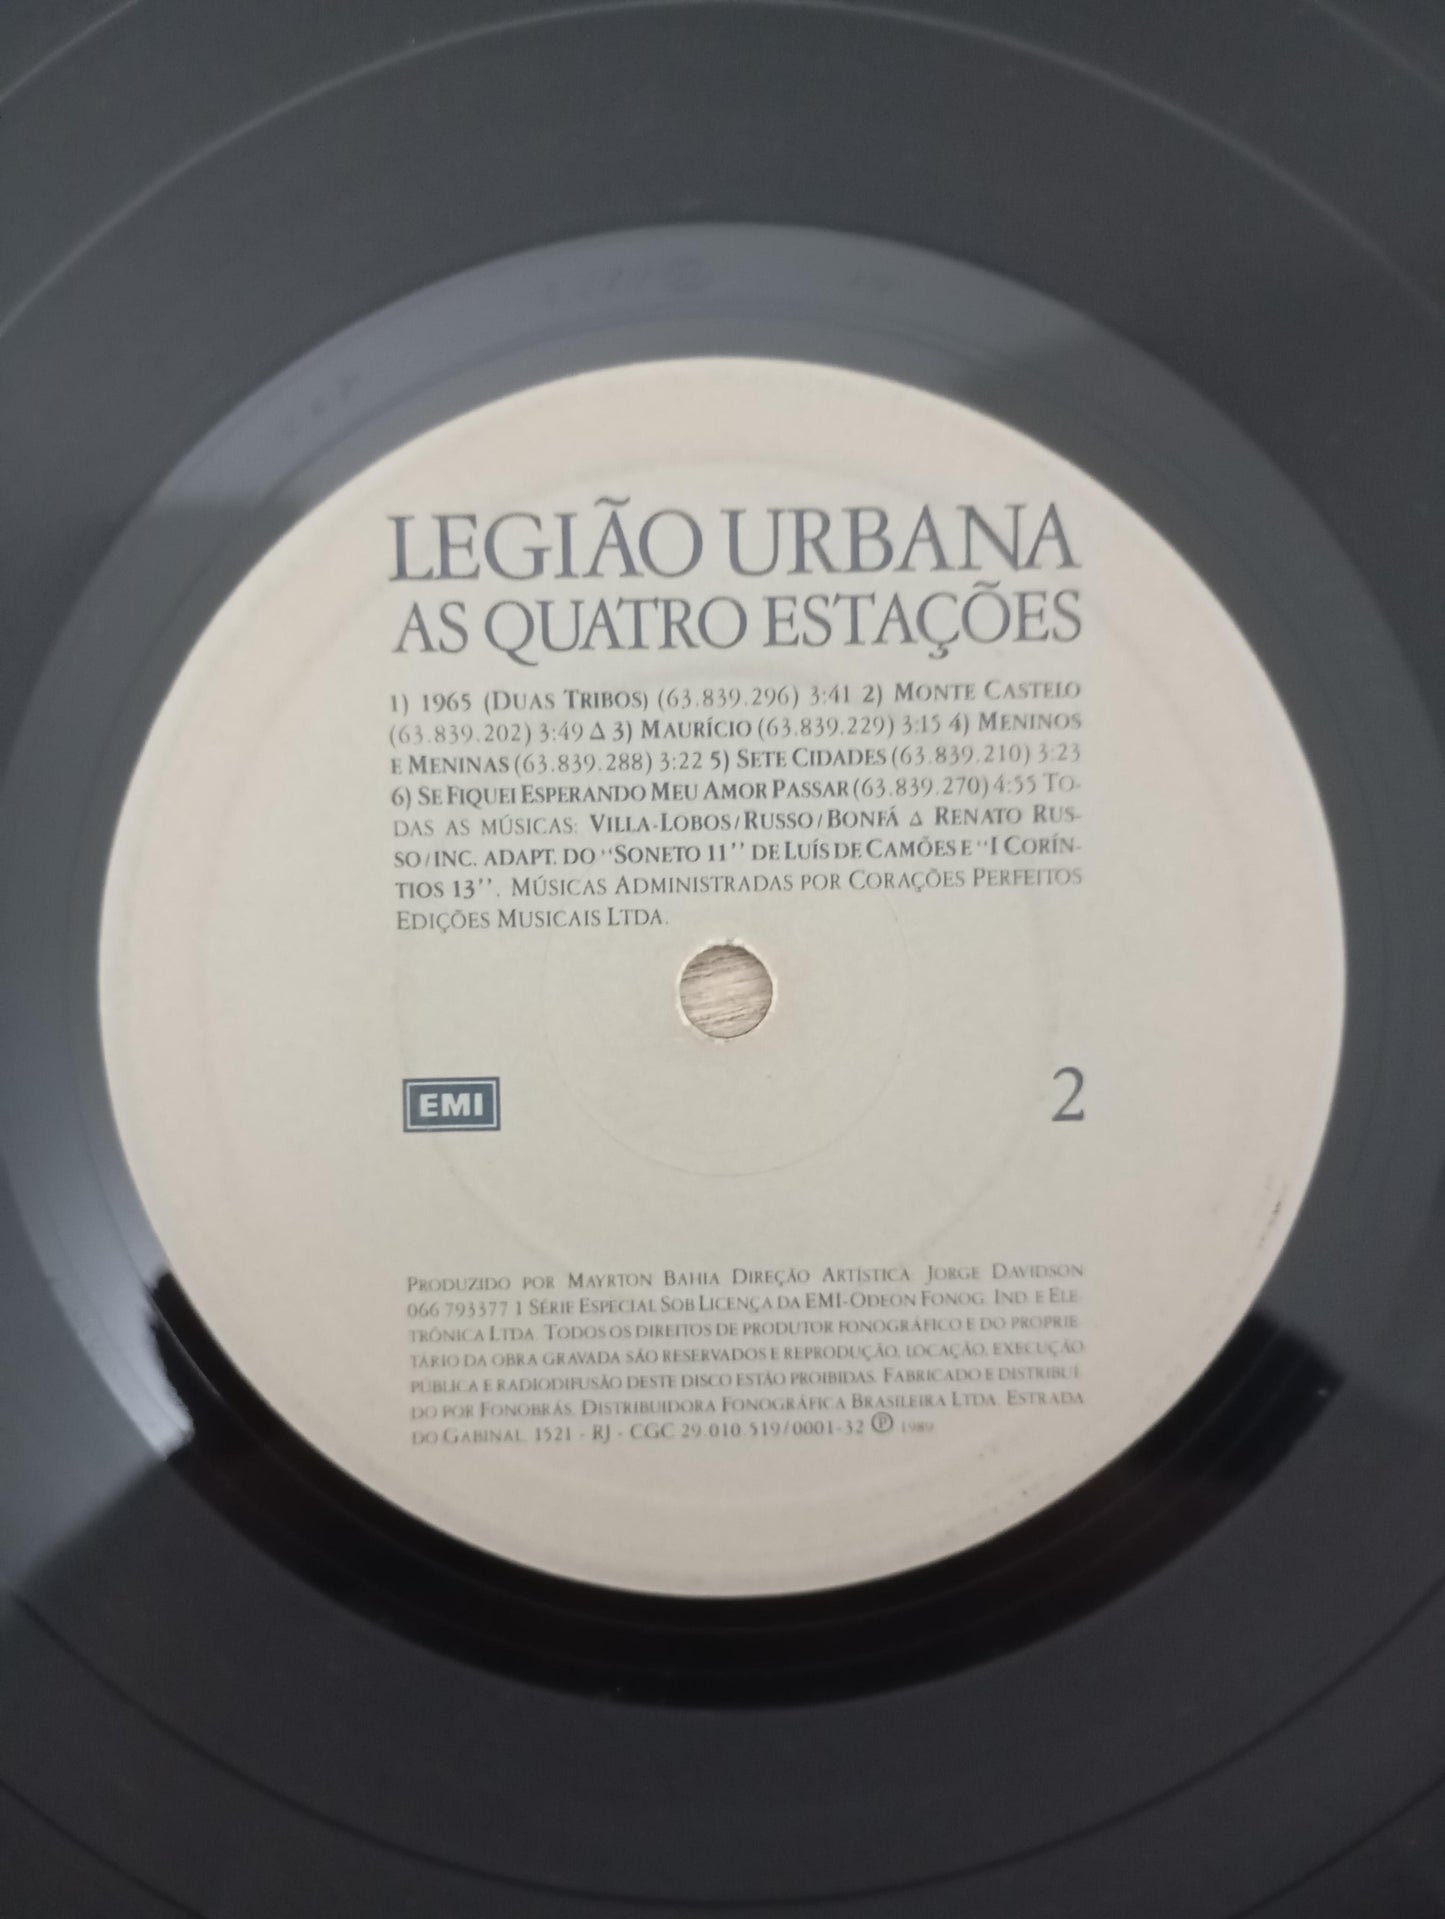 LEGIÃO URBANA
AS QUATRO ESTAÇÕES
1) 1965 (DUAS TRIBOS) (63.839.296) 3:41 2) MONTE CASTELO
(63.839.202) 3:49 Δ 3) MAURÍCIO (63.839.229) 3:15 4) MENINOS
E MENINAS (63.839.288) 3:22 5) SETE CIDADES (63.839.210) 3:23
6) SE FIQUEI ESPERANDO MEU AMOR PASSAR (63.839.270) 4:55 TO-
DAS AS MÚSICAS: VILLA-LOBOS/RUSSO/BONFÁ Δ RENATO RUS-
SO/INC. ADAPT. DO "SONETO 11" DE LUÍS DE CAMÕES E "I CORÍN-
TIOS 13". MÚSICAS ADMINISTRADAS POR CORAÇÕES PERFEITOS
EDIÇÕES MUSICAIS LTDA.
EMI
2
PRODUZIDO POR MAYRTON BAHIA DIREÇÃO ARTÍSTICA: JORGE DAVIDSON
066 793377 1 SÉRIE ESPECIAL SOB LICENÇA DA EMI-ODEON FONOG. IND. E ELE-
TRÔNICA LTDA. TODOS OS DIREITOS DE PRODUTOR FONOGRÁFICO E DO PROPRIE-
TÁRIO DA OBRA GRAVADA SÃO RESERVADOS E REPRODUÇÃO, LOCAÇÃO, EXECUÇÃO
PÚBLICA E RADIODIFUSÃO DESTE DISCO ESTÃO PROIBIDAS. FABRICADO E DISTRIBUÍ-
DO POR FONOBRÁS. DISTRIBUIDORA FONOGRÁFICA BRASILEIRA LTDA. ESTRADA
DO GABINAL, 1521 - RJ - CGC 29.010.519/0001-32 ℗ 1989